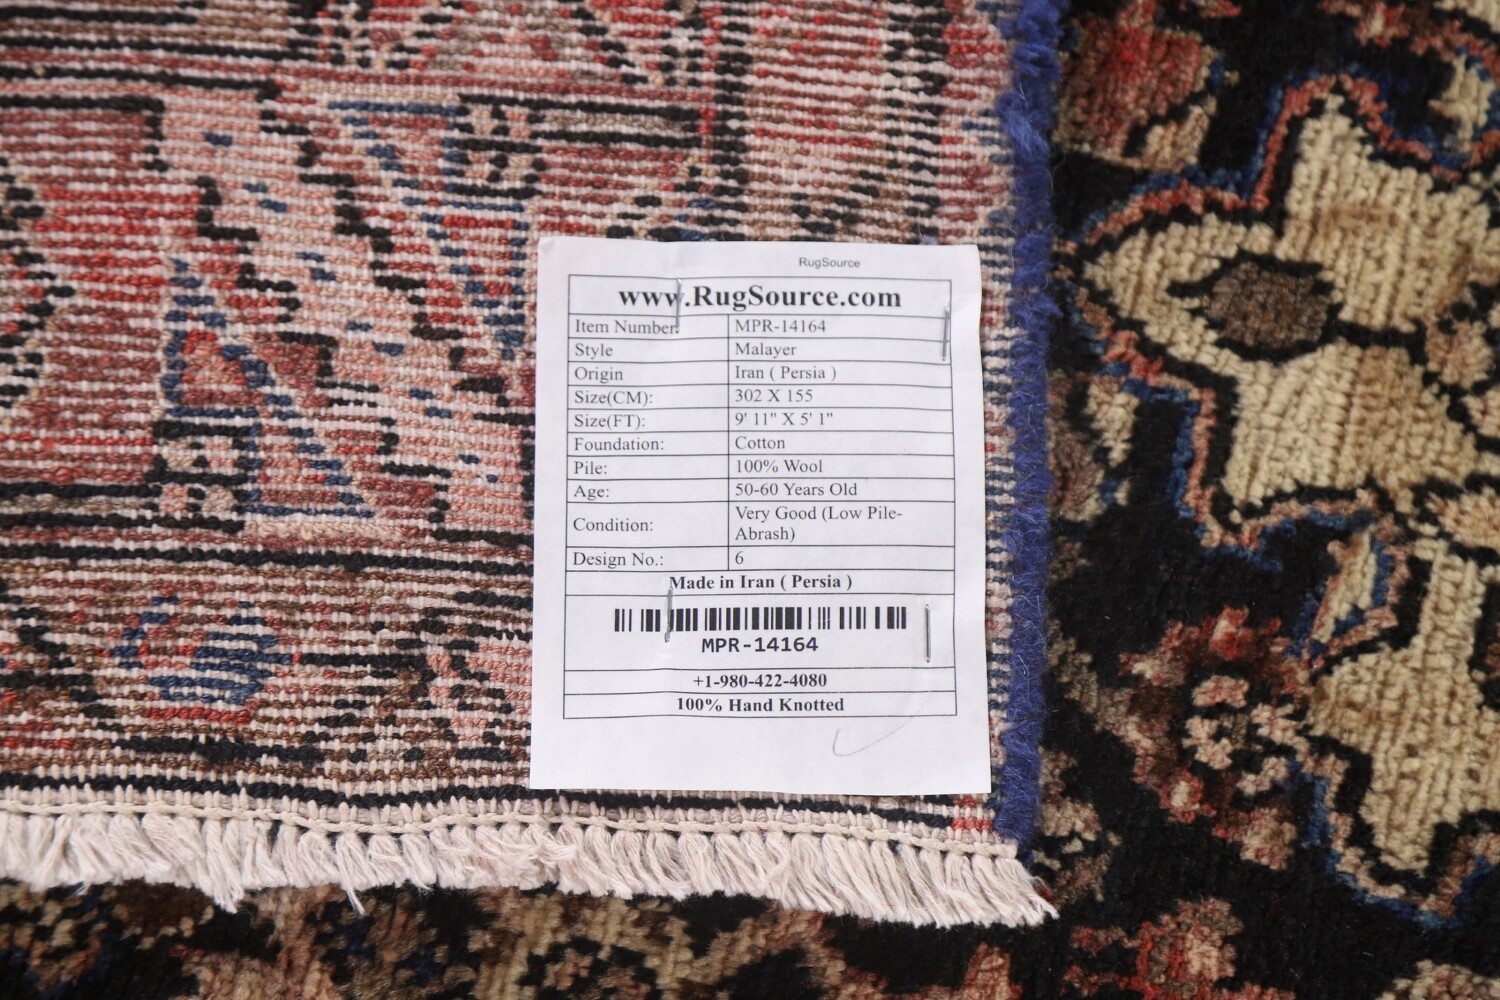 RugSource
www.RugSource.com
Item Number: MPR-14164
Style Malayer
Origin Iran ( Persia )
Size(CM): 302 X 155
Size(FT): 9' 11" X 5' 1"
Foundation: Cotton
Pile: 100% Wool
Age: 50-60 Years Old
Condition: Very Good (Low Pile-
Abrash)
Design No.: 6
Made in Iran ( Persia )
MPR-14164
+1-980-422-4080
100% Hand Knotted